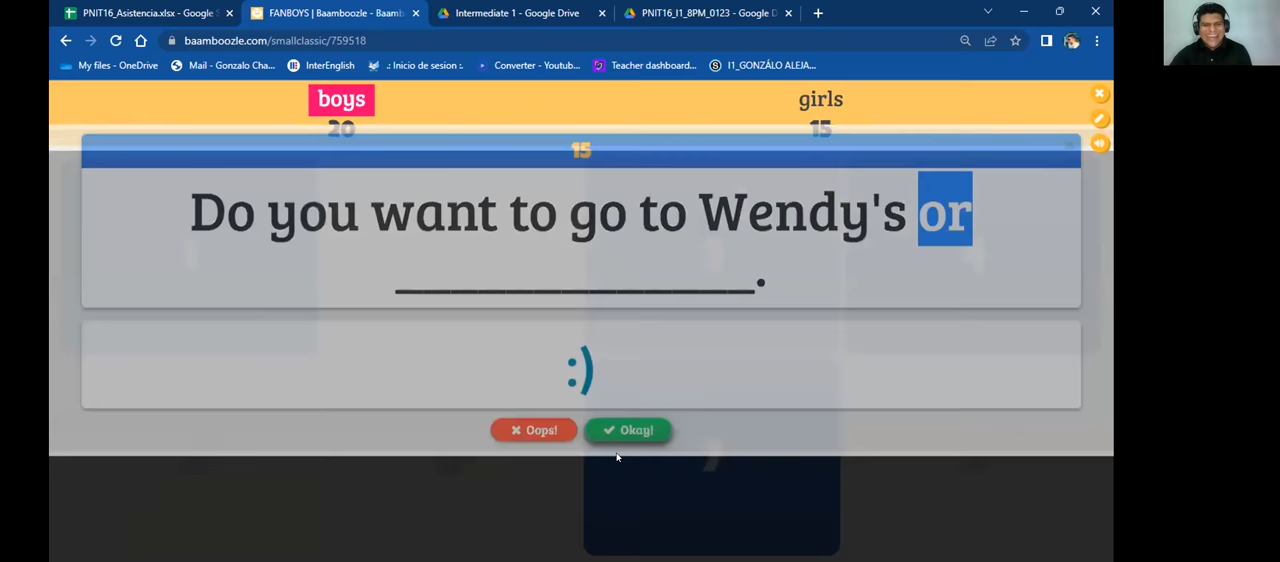 PNIT16_Asistencia.xlsx - Google S
FANBOYS | Baamboozle - Baamb
Intermediate 1 - Google Drive
PNIT16_I1_8PM_0123 - Google D
baamboozle.com/smallclassic/759518
My files - OneDrive
Mail - Gonzalo Cha...
InterEnglish
.: Inicio de sesion :.
Converter - Youtub...
Teacher dashboard...
I1_GONZÁLO ALEJA...
boys
girls
20
15
15
Do you want to go to Wendy's or
_______________.
:)
Oops!
Okay!